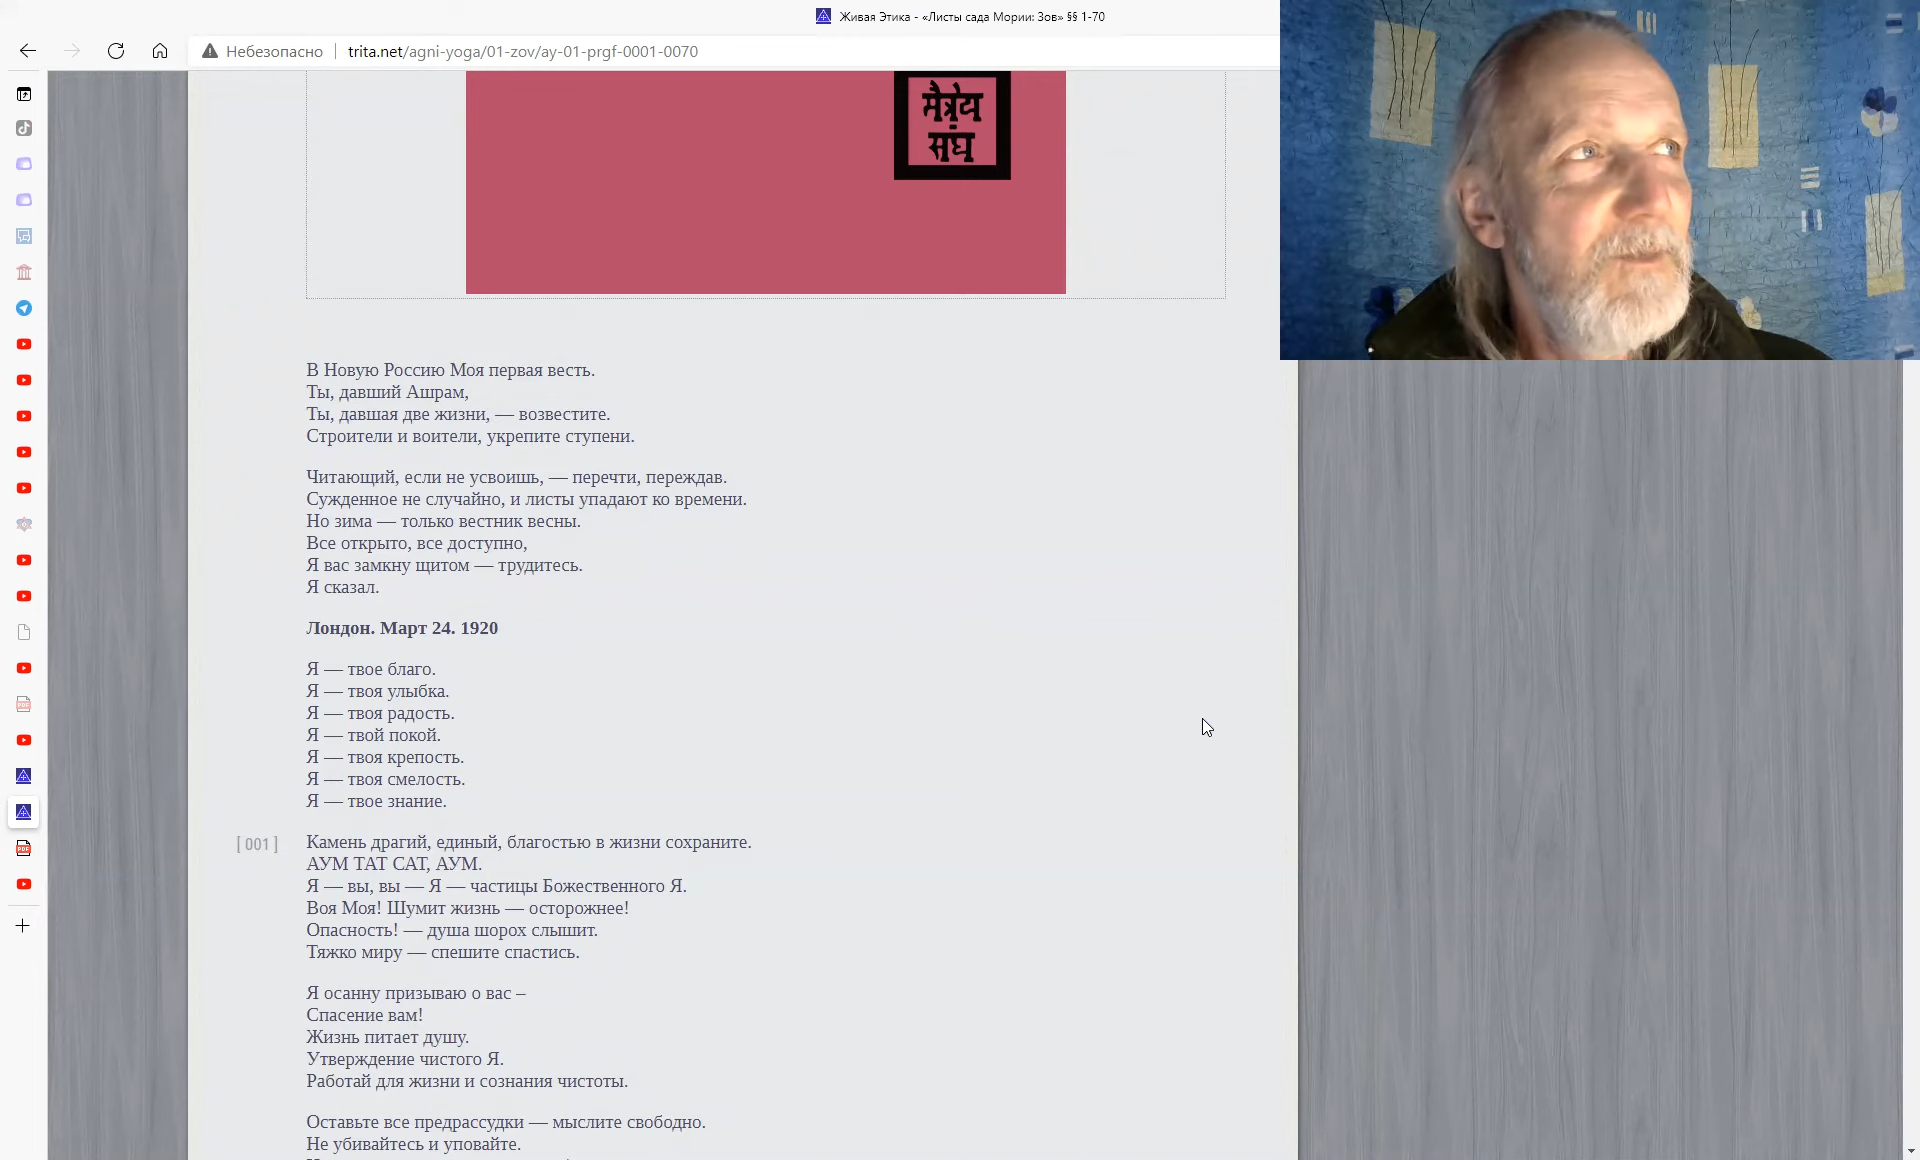 Живая Этика - «Листы сада Мории: Зов» §§ 1-70
Небезопасно
trita.net/agni-yoga/01-zov/ay-01-prgf-0001-0070
मैत्रेय
संघ
В Новую Россию Моя первая весть.
Ты, давший Ашрам,
Ты, давшая две жизни, — возвестите.
Строители и воители, укрепите ступени.
Читающий, если не усвоишь, — перечти, переждав.
Сужденное не случайно, и листы упадают ко времени.
Но зима — только вестник весны.
Все открыто, все доступно,
Я вас замкну щитом — трудитесь.
Я сказал.
Лондон. Март 24. 1920
Я — твое благо.
Я — твоя улыбка.
Я — твоя радость.
Я — твой покой.
Я — твоя крепость.
Я — твоя смелость.
Я — твое знание.
[ 001 ]
Камень драгий, единый, благостью в жизни сохраните.
АУМ ТАТ САТ, АУМ.
Я — вы, вы — Я — частицы Божественного Я.
Воя Моя! Шумит жизнь — осторожнее!
Опасность! — душа шорох слышит.
Тяжко миру — спешите спастись.
Я осанну призываю о вас –
Спасение вам!
Жизнь питает душу.
Утверждение чистого Я.
Работай для жизни и сознания чистоты.
Оставьте все предрассудки — мыслите свободно.
Не убивайтесь и уповайте.